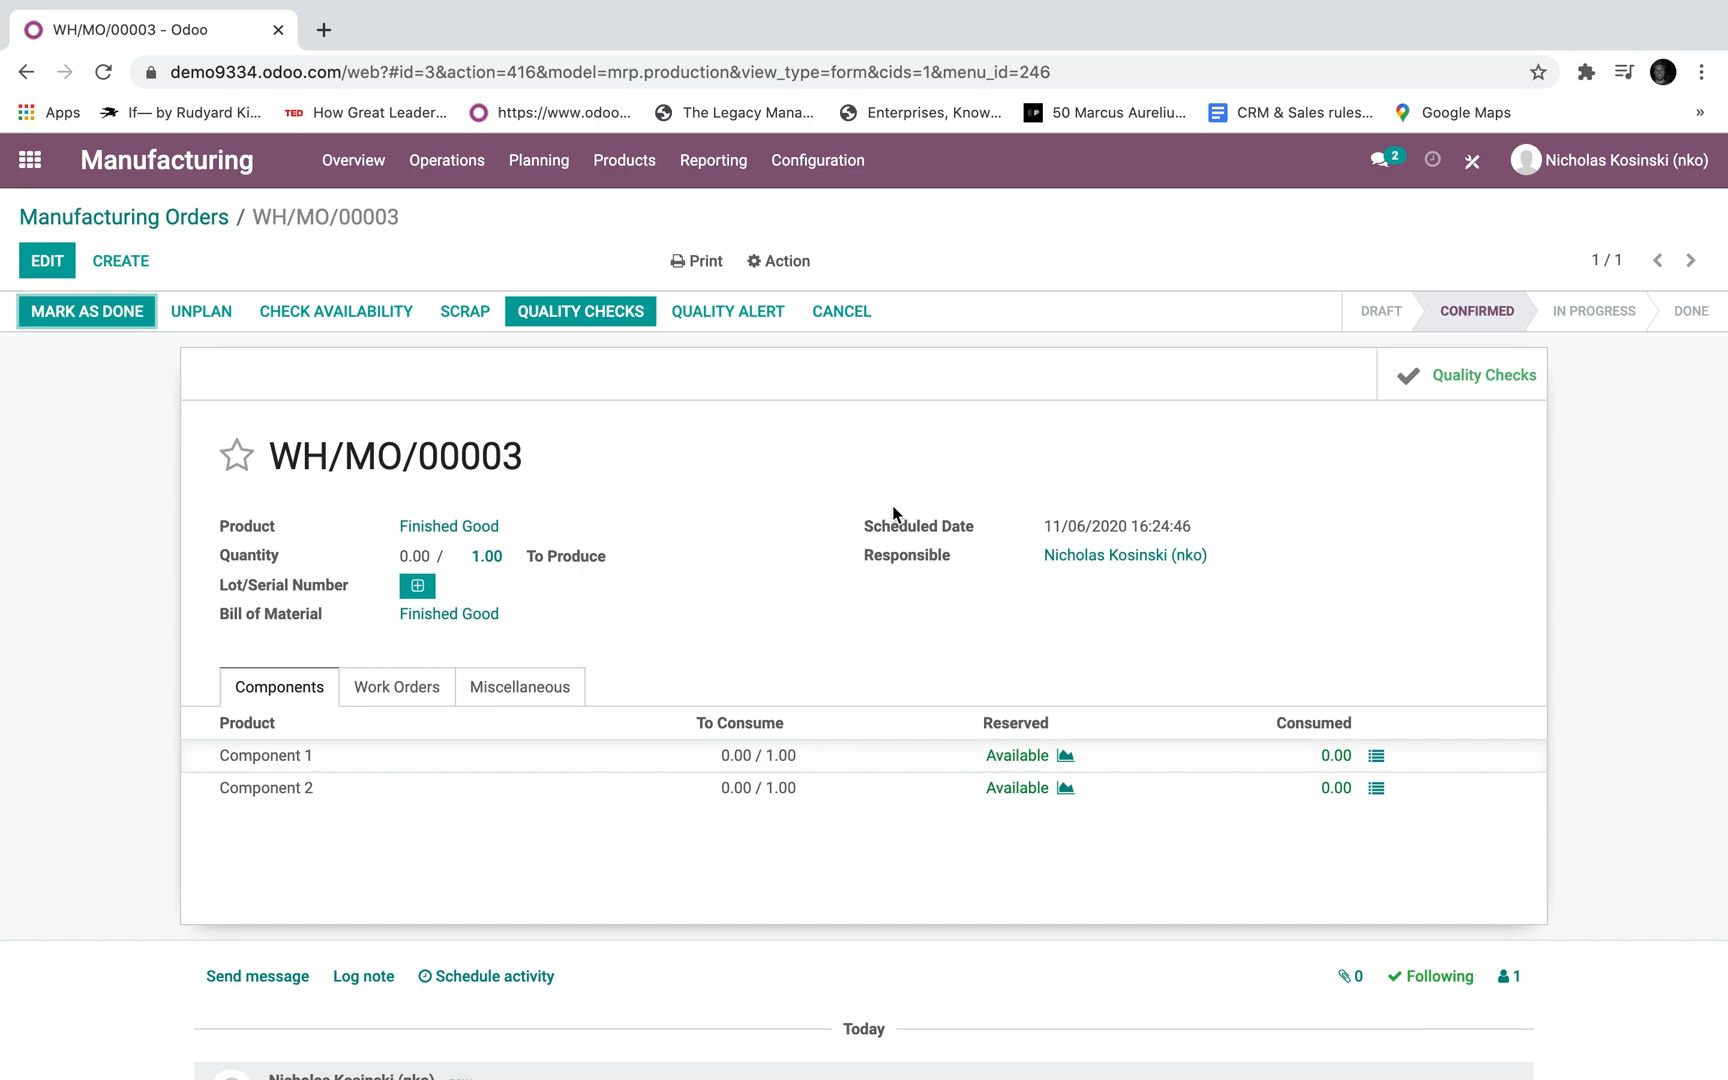 WH/MO/00003 - Odoo
demo9334.odoo.com/web?#id=3&action=416&model=mrp.production&view_type=form&cids=1&menu_id=246
Apps If— by Rudyard Ki... TED How Great Leader... https://www.odoo... The Legacy Mana... Enterprises, Know... 50 Marcus Aureliu... CRM & Sales rules... Google Maps »
Manufacturing Overview Operations Planning Products Reporting Configuration 2 Nicholas Kosinski (nko)
Manufacturing Orders / WH/MO/00003
EDIT CREATE Print Action 1 / 1
MARK AS DONE UNPLAN CHECK AVAILABILITY SCRAP QUALITY CHECKS QUALITY ALERT CANCEL DRAFT CONFIRMED IN PROGRESS DONE
Quality Checks
WH/MO/00003
Product Finished Good Scheduled Date 11/06/2020 16:24:46
Quantity 0.00 / 1.00 To Produce Responsible Nicholas Kosinski (nko)
Lot/Serial Number
Bill of Material Finished Good
Components Work Orders Miscellaneous
Product To Consume Reserved Consumed
Component 1 0.00 / 1.00 Available 0.00
Component 2 0.00 / 1.00 Available 0.00
Send message Log note Schedule activity 0 Following 1
Today
Nicholas Kosinski (nko)